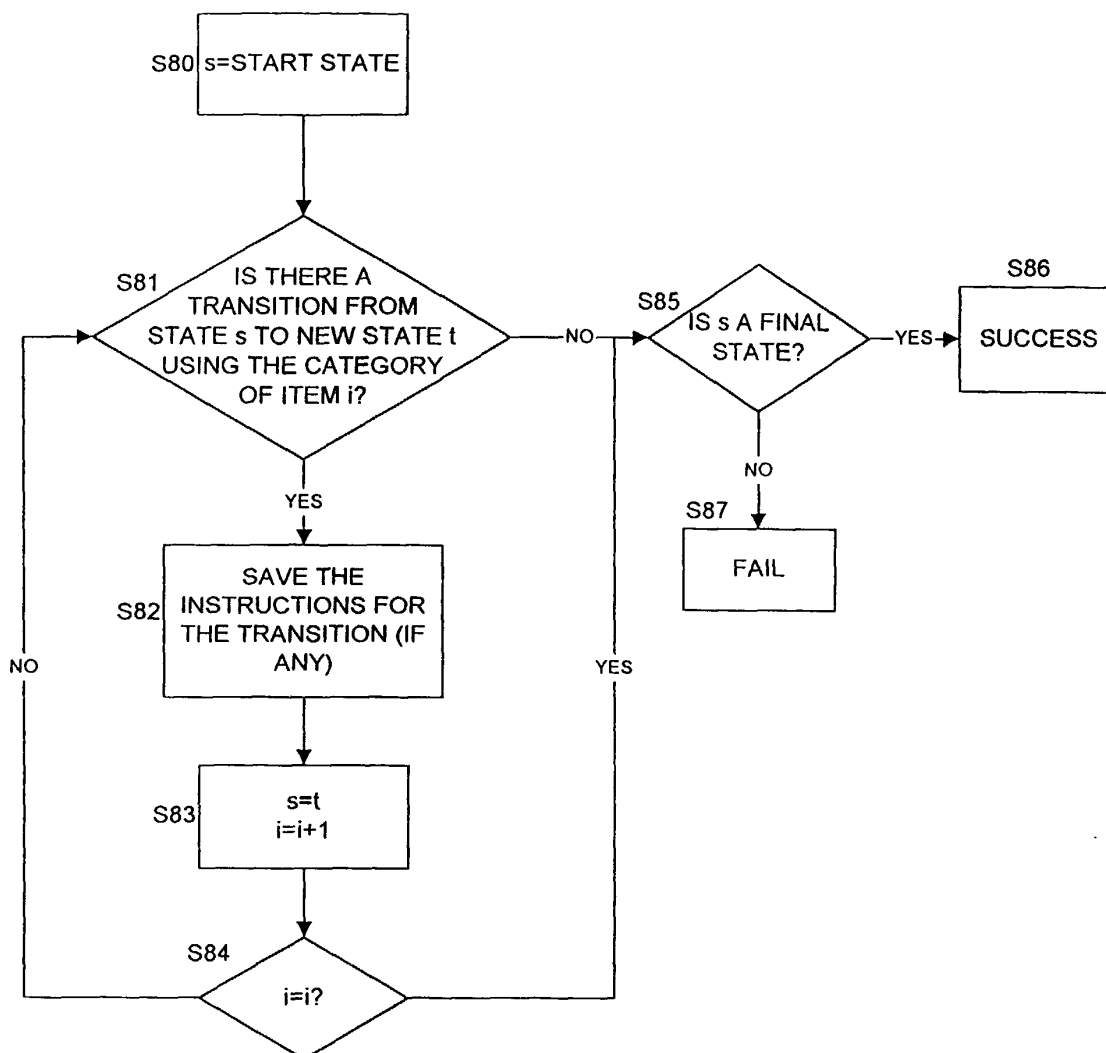 S80
s=START STATE
S81
IS THERE A
TRANSITION FROM
STATE s TO NEW STATE t
USING THE CATEGORY
OF ITEM i?
NO
S85
IS s A FINAL
STATE?
YES
S86
SUCCESS
NO
S87
FAIL
YES
S82
SAVE THE
INSTRUCTIONS FOR
THE TRANSITION (IF
ANY)
NO
YES
S83
s=t
i=i+1
S84
i=i?